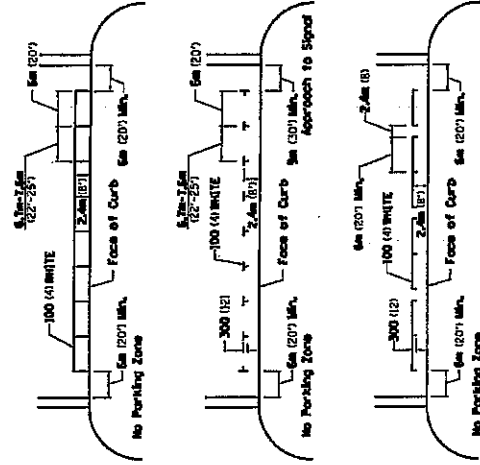 6m (20')
6.7m-7.6m
(22'-25')
100 (4) WHITE
2.4m (8')
Face of Curb
6m (20') Min.
6m (20') Min.
No Parking Zone
6m (20')
6.7m-7.6m
(22'-25')
100 (4) WHITE
300 (12)
2.4m (8')
Face of Curb
9m (30') Min.
Approach to Signal
6m (20') Min.
No Parking Zone
2.4m (8)
6m (20') Min.
100 (4) WHITE
300 (12)
2.4m (8')
Face of Curb
6m (20') Min.
6m (20') Min.
No Parking Zone